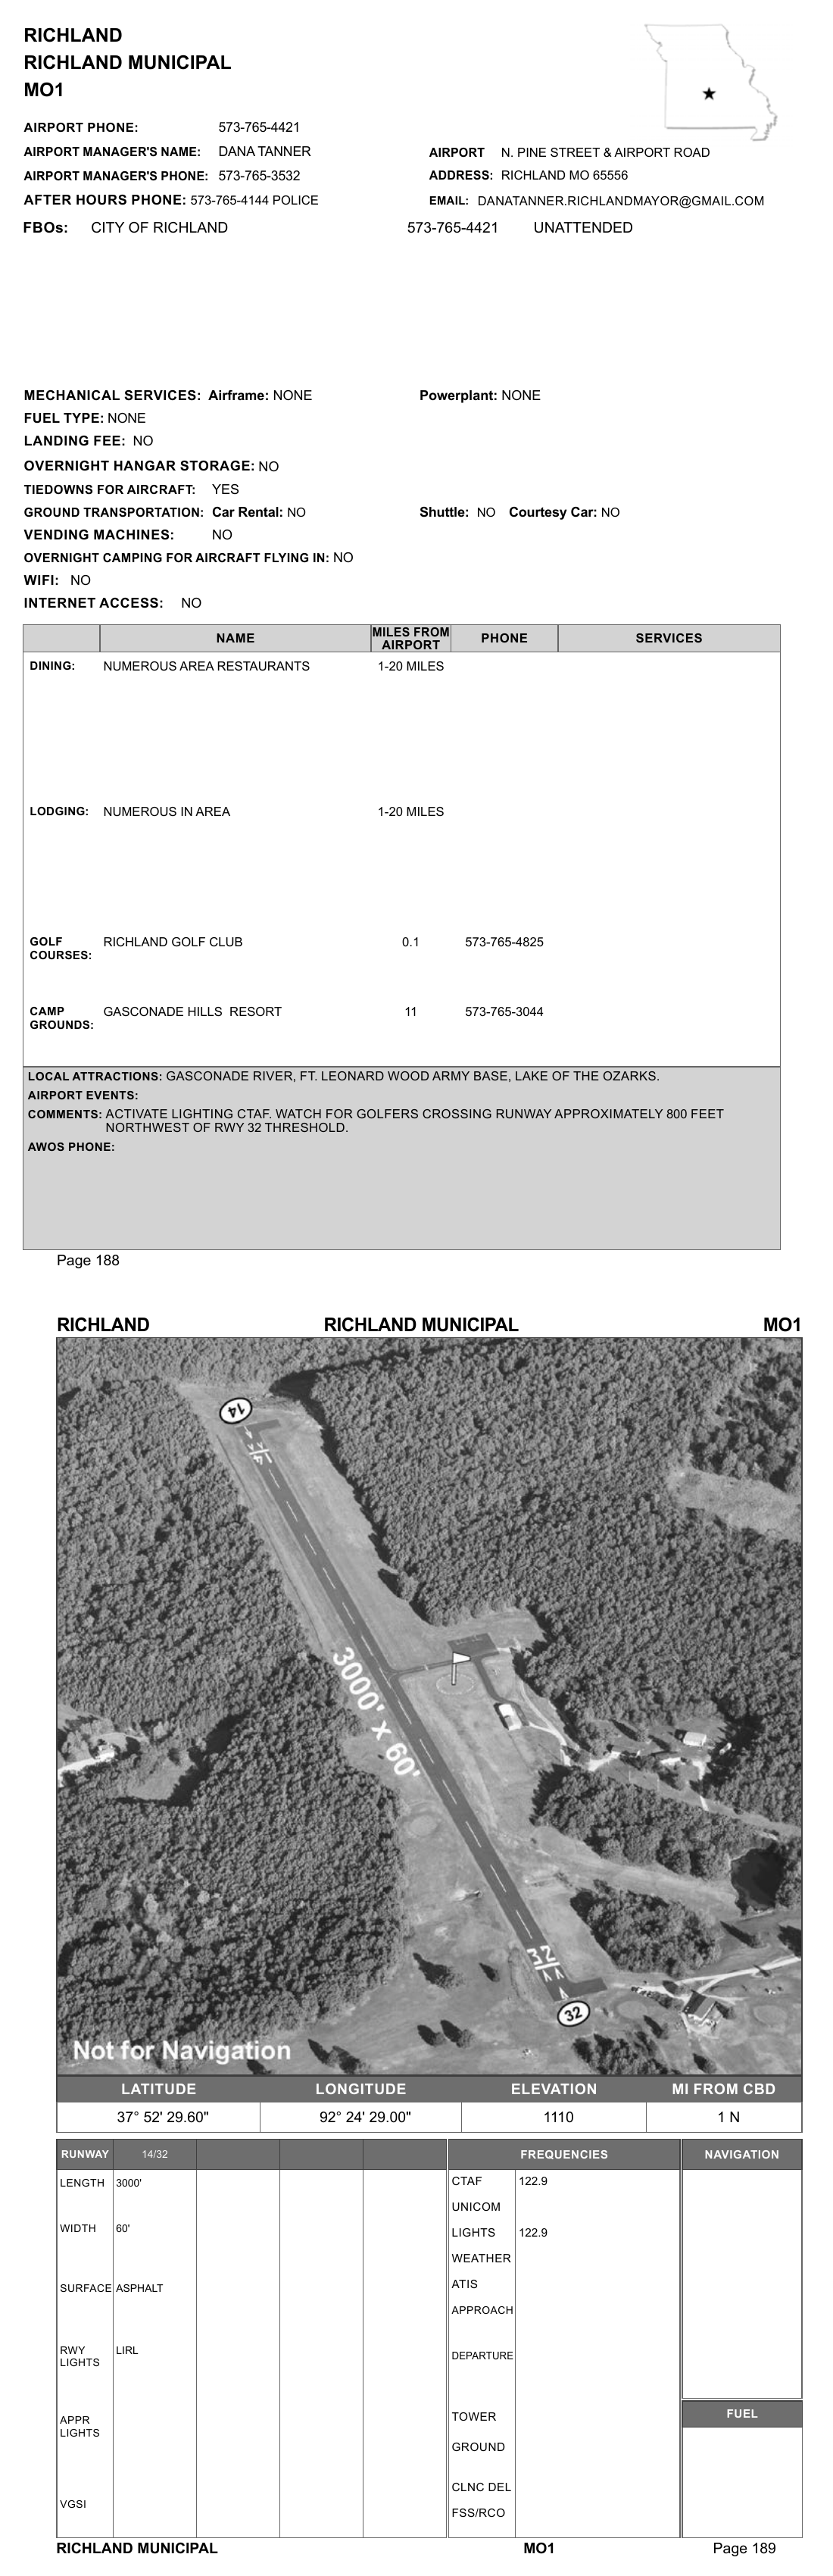 RICHLAND
RICHLAND MUNICIPAL
MO1
AIRPORT PHONE: 573-765-4421
AIRPORT MANAGER'S NAME: DANA TANNER
AIRPORT MANAGER'S PHONE: 573-765-3532
AFTER HOURS PHONE: 573-765-4144 POLICE
AIRPORT N. PINE STREET & AIRPORT ROAD
ADDRESS: RICHLAND MO 65556
EMAIL: DANATANNER.RICHLANDMAYOR@GMAIL.COM
FBOs: CITY OF RICHLAND 573-765-4421 UNATTENDED
MECHANICAL SERVICES: Airframe: NONE Powerplant: NONE
FUEL TYPE: NONE
LANDING FEE: NO
OVERNIGHT HANGAR STORAGE: NO
TIEDOWNS FOR AIRCRAFT: YES
GROUND TRANSPORTATION: Car Rental: NO Shuttle: NO Courtesy Car: NO
VENDING MACHINES: NO
OVERNIGHT CAMPING FOR AIRCRAFT FLYING IN: NO
WIFI: NO
INTERNET ACCESS: NO
NAME MILES FROM AIRPORT PHONE SERVICES
DINING: NUMEROUS AREA RESTAURANTS 1-20 MILES
LODGING: NUMEROUS IN AREA 1-20 MILES
GOLF COURSES: RICHLAND GOLF CLUB 0.1 573-765-4825
CAMP GROUNDS: GASCONADE HILLS RESORT 11 573-765-3044
LOCAL ATTRACTIONS: GASCONADE RIVER, FT. LEONARD WOOD ARMY BASE, LAKE OF THE OZARKS.
AIRPORT EVENTS:
COMMENTS: ACTIVATE LIGHTING CTAF. WATCH FOR GOLFERS CROSSING RUNWAY APPROXIMATELY 800 FEET
NORTHWEST OF RWY 32 THRESHOLD.
AWOS PHONE:
Page 188
RICHLAND RICHLAND MUNICIPAL MO1
14
14
3000' x 60'
32
32
Not for Navigation
LATITUDE LONGITUDE ELEVATION MI FROM CBD
37° 52' 29.60" 92° 24' 29.00" 1110 1 N
RUNWAY 14/32
LENGTH 3000'
WIDTH 60'
SURFACE ASPHALT
RWY LIGHTS LIRL
APPR LIGHTS
VGSI
FREQUENCIES
CTAF 122.9
UNICOM
LIGHTS 122.9
WEATHER
ATIS
APPROACH
DEPARTURE
TOWER
GROUND
CLNC DEL
FSS/RCO
NAVIGATION
FUEL
RICHLAND MUNICIPAL MO1 Page 189